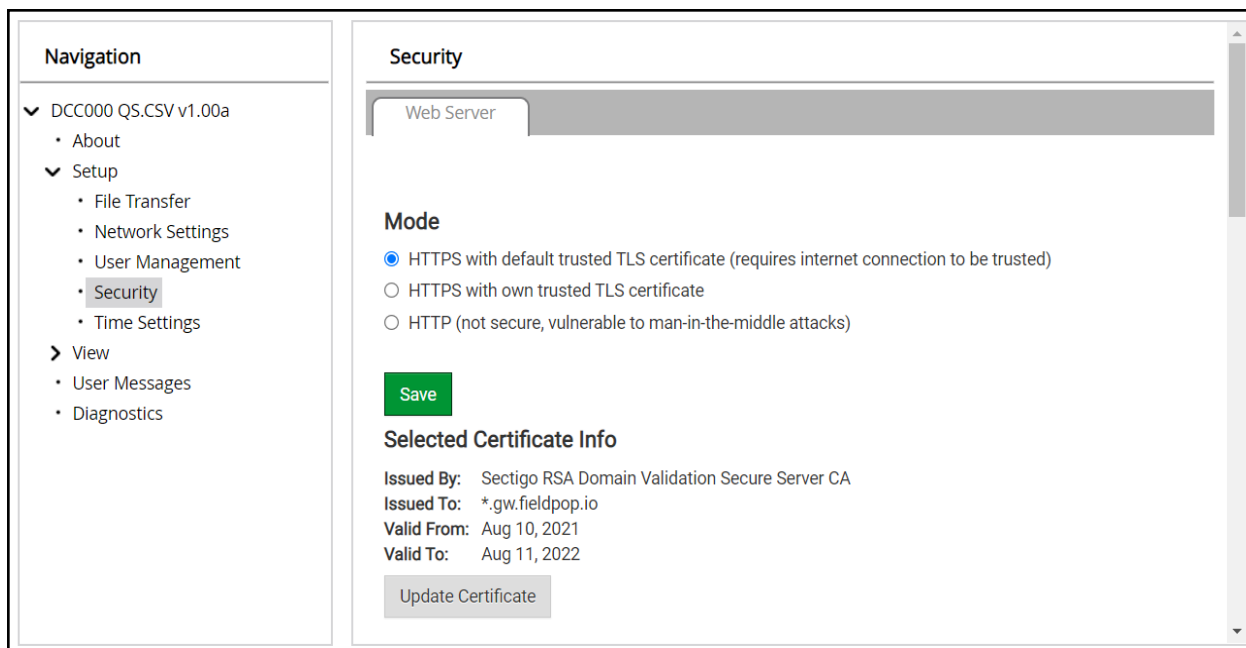 Navigation
DCC000 QS.CSV v1.00a
About
Setup
File Transfer
Network Settings
User Management
Security
Time Settings
View
User Messages
Diagnostics
Security
Web Server
Mode
HTTPS with default trusted TLS certificate (requires internet connection to be trusted)
HTTPS with own trusted TLS certificate
HTTP (not secure, vulnerable to man-in-the-middle attacks)
Save
Selected Certificate Info
Issued By: Sectigo RSA Domain Validation Secure Server CA
Issued To: *.gw.fieldpop.io
Valid From: Aug 10, 2021
Valid To: Aug 11, 2022
Update Certificate